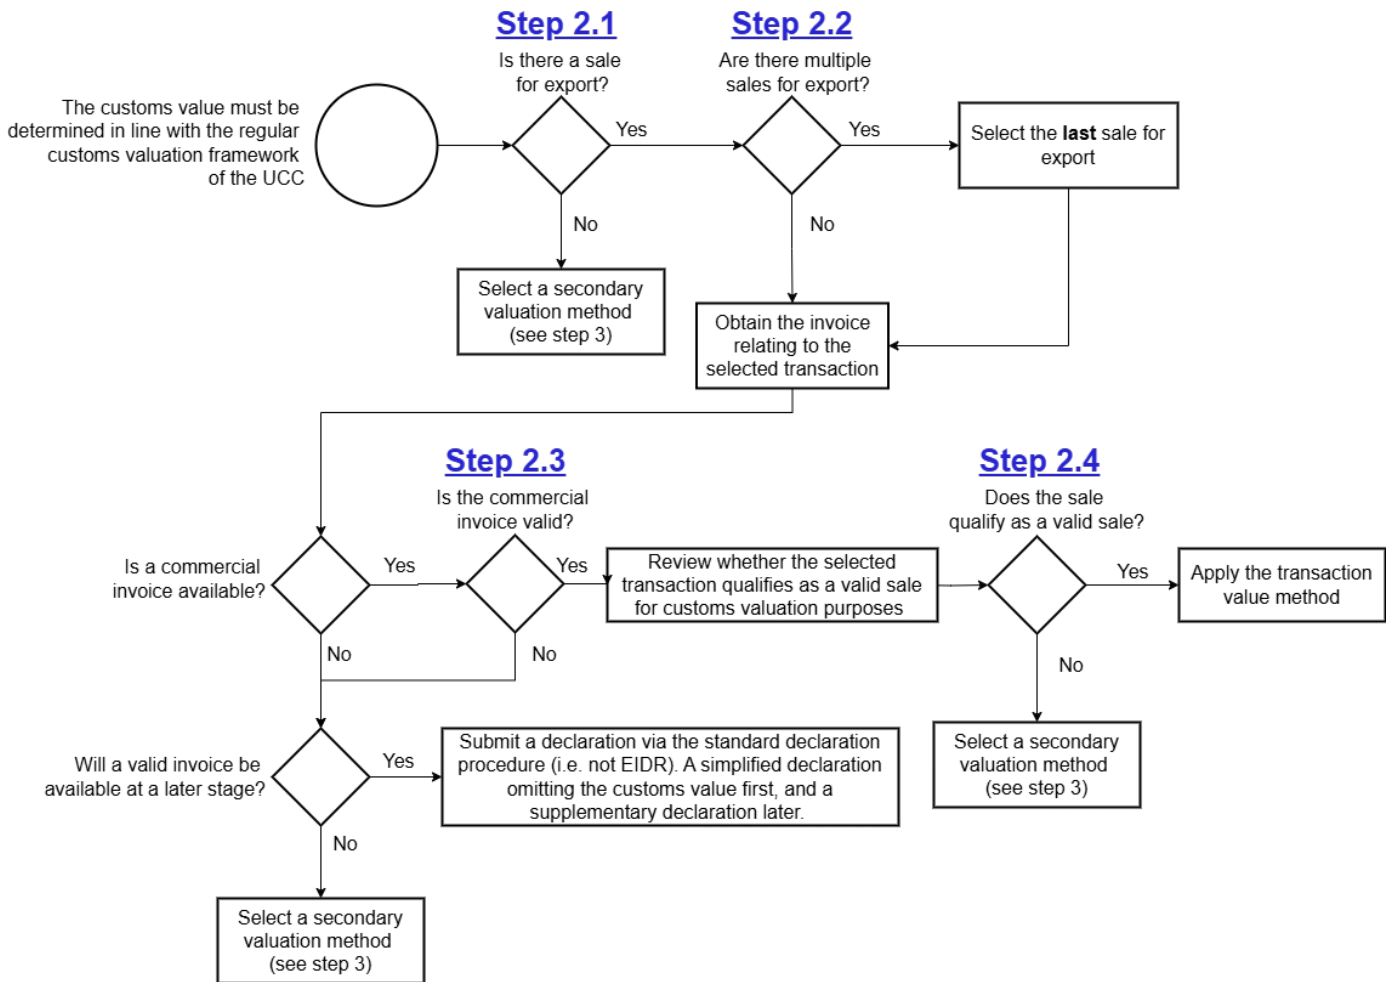 Step 2.1
Is there a sale
for export?
Step 2.2
Are there multiple
sales for export?
The customs value must be
determined in line with the regular
customs valuation framework
of the UCC
Yes
Yes
Select the last sale for
export
No
No
Select a secondary
valuation method
(see step 3)
Obtain the invoice
relating to the
selected transaction
Step 2.3
Is the commercial
invoice valid?
Step 2.4
Does the sale
qualify as a valid sale?
Is a commercial
invoice available?
Yes
Yes
Review whether the selected
transaction qualifies as a valid sale
for customs valuation purposes
Yes
Apply the transaction
value method
No
No
No
Will a valid invoice be
available at a later stage?
Yes
Submit a declaration via the standard declaration
procedure (i.e. not EIDR). A simplified declaration
omitting the customs value first, and a
supplementary declaration later.
Select a secondary
valuation method
(see step 3)
No
Select a secondary
valuation method
(see step 3)